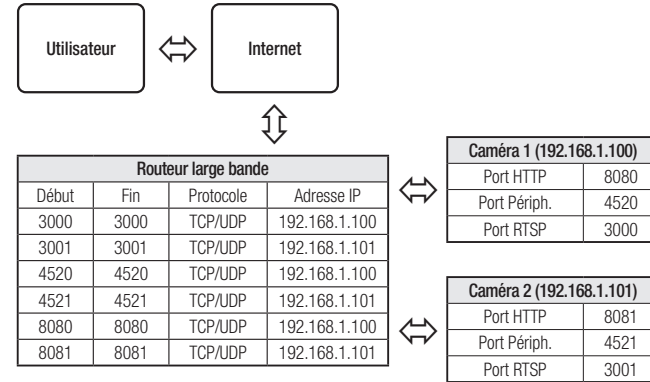 Utilisateur
Internet
Routeur large bande
Début Fin Protocole Adresse IP
3000 3000 TCP/UDP 192.168.1.100
3001 3001 TCP/UDP 192.168.1.101
4520 4520 TCP/UDP 192.168.1.100
4521 4521 TCP/UDP 192.168.1.101
8080 8080 TCP/UDP 192.168.1.100
8081 8081 TCP/UDP 192.168.1.101
Caméra 1 (192.168.1.100)
Port HTTP 8080
Port Périph. 4520
Port RTSP 3000
Caméra 2 (192.168.1.101)
Port HTTP 8081
Port Périph. 4521
Port RTSP 3001